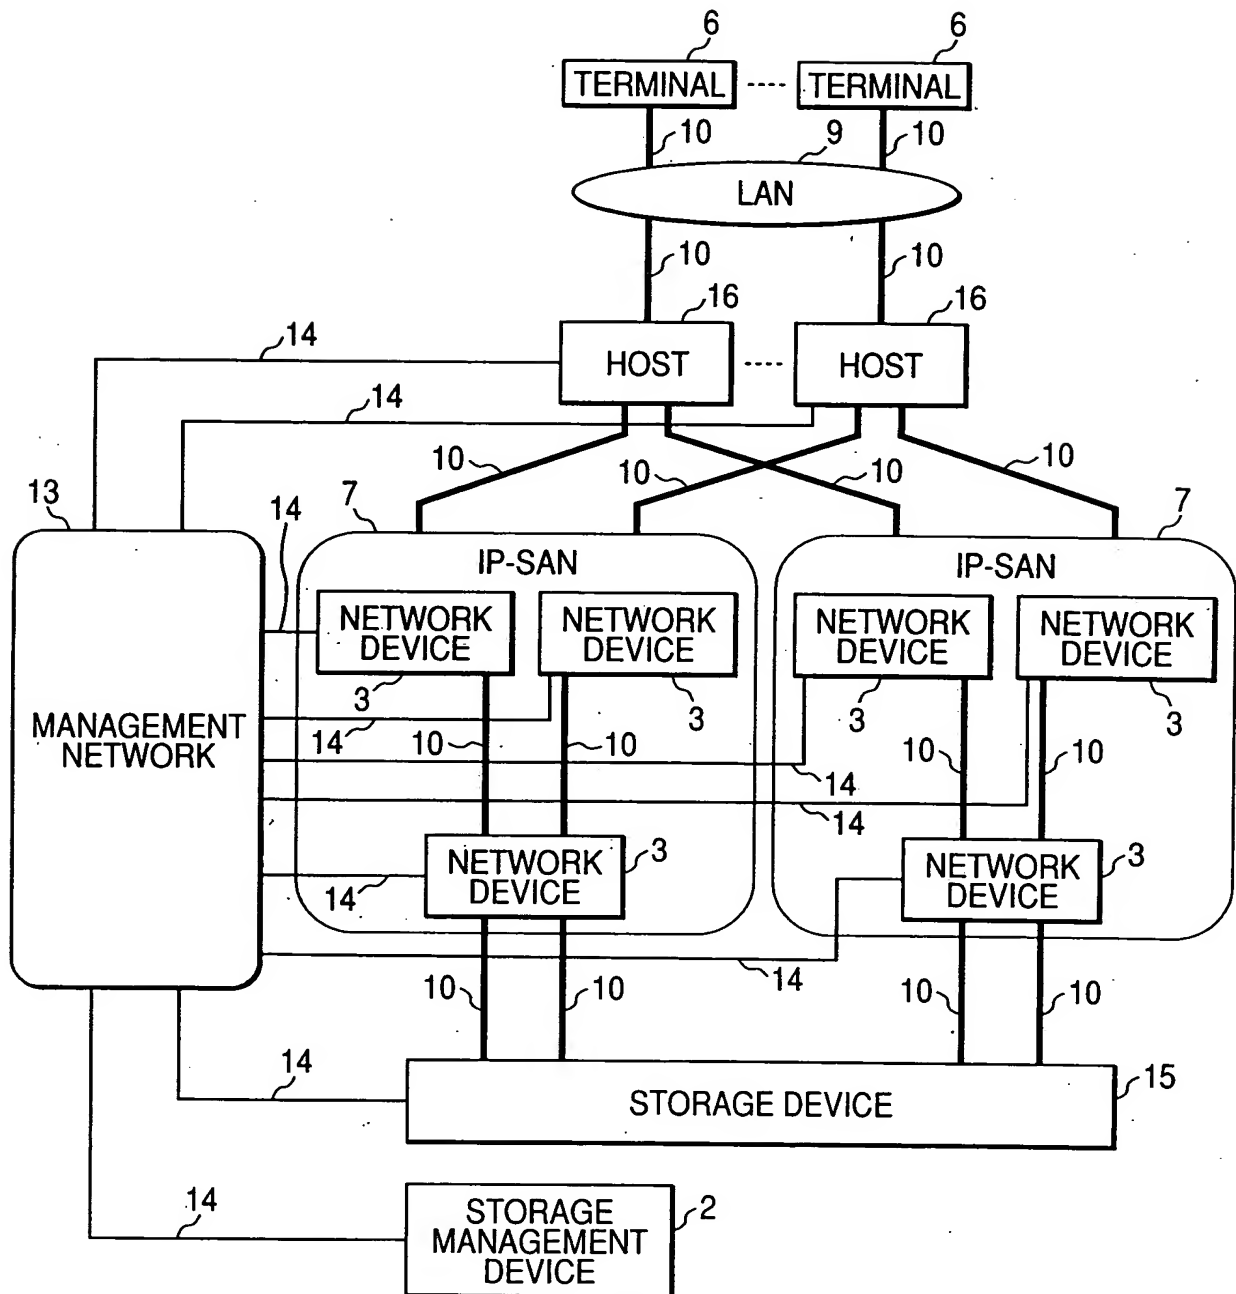 6
6
TERMINAL
TERMINAL
10
9
10
LAN
10
10
16
16
14
HOST
HOST
14
10
10
10
10
13
14
7
7
IP-SAN
IP-SAN
NETWORK
DEVICE
NETWORK
DEVICE
NETWORK
DEVICE
NETWORK
DEVICE
3
3
3
3
MANAGEMENT
NETWORK
14
10
10
10
10
14
14
NETWORK
DEVICE
3
NETWORK
DEVICE
3
14
14
10
10
10
10
14
STORAGE DEVICE
15
14
STORAGE
MANAGEMENT
DEVICE
2